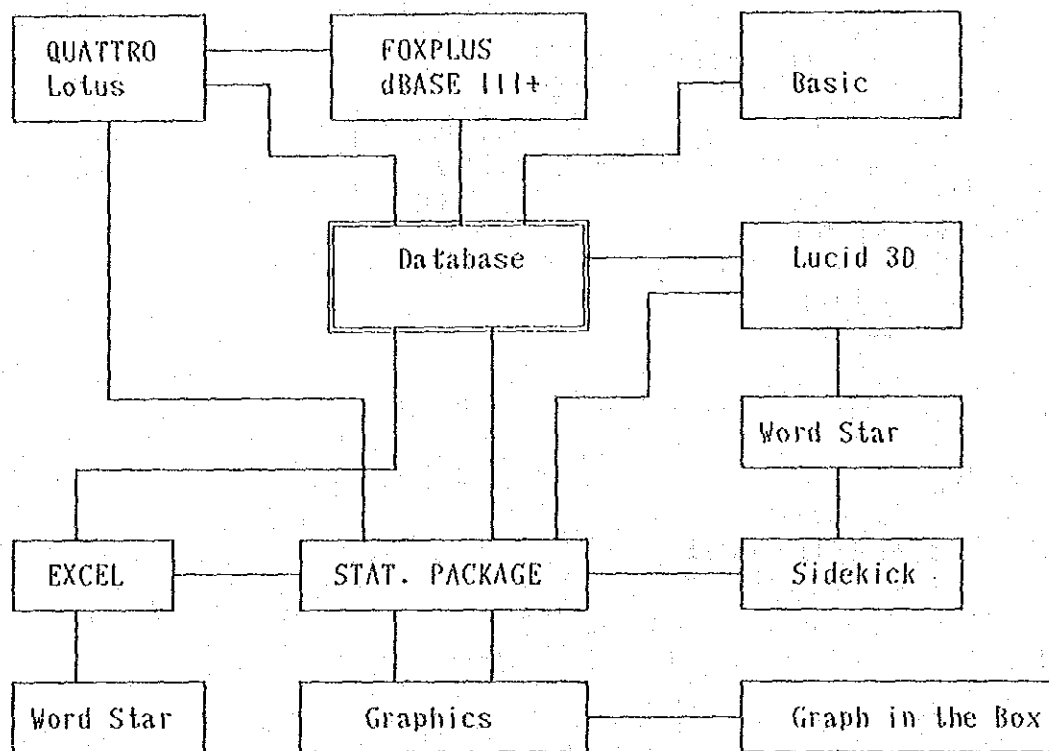 QUATTRO
Lotus
FOXPLUS
dBASE III+
Basic
Database
Lucid 3D
Word Star
EXCEL
STAT. PACKAGE
Sidekick
Word Star
Graphics
Graph in the Box